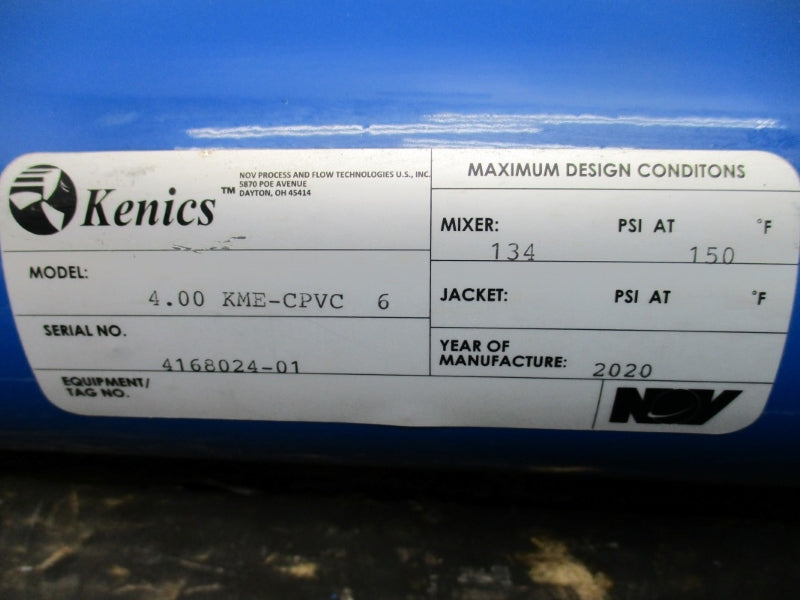 Kenics™
NOV PROCESS AND FLOW TECHNOLOGIES U.S., INC.
5870 POE AVENUE
DAYTON, OH 45414
MODEL:
4.00 KME-CPVC 6
SERIAL NO.
4168024-01
EQUIPMENT/
TAG NO.
MAXIMUM DESIGN CONDITONS
MIXER: PSI AT °F
134 150
JACKET: PSI AT °F
YEAR OF
MANUFACTURE: 2020
NOV